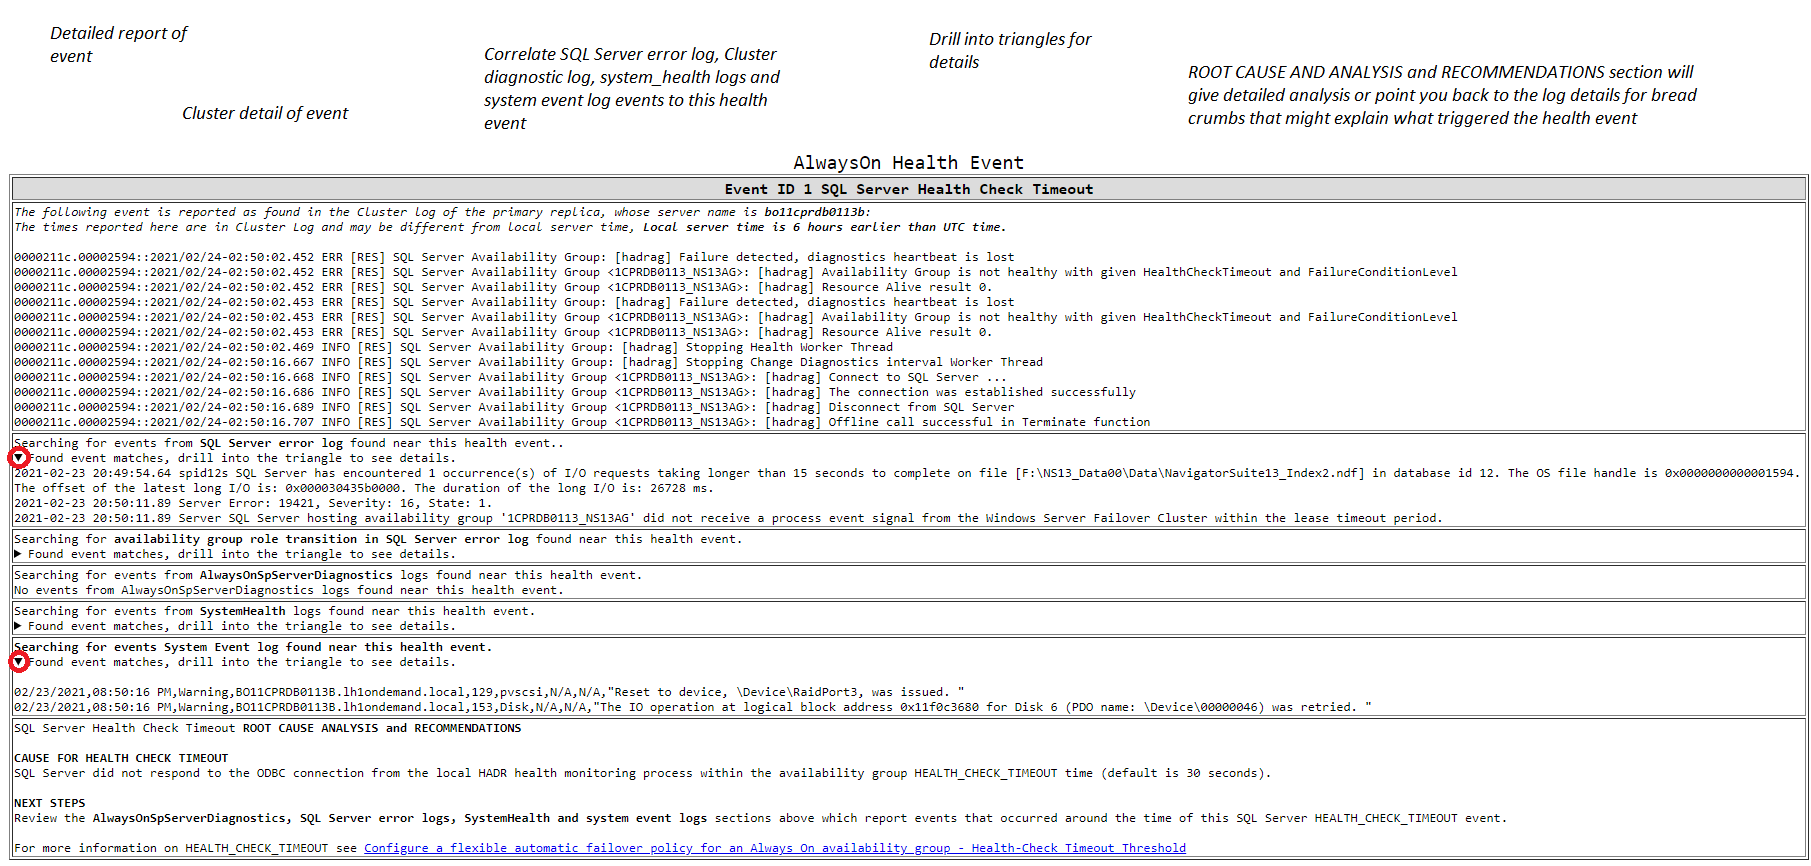 Detailed report of
event
Cluster detail of event
Correlate SQL Server error log, Cluster
diagnostic log, system_health logs and
system event log events to this health
event
Drill into triangles for
details
ROOT CAUSE AND ANALYSIS and RECOMMENDATIONS section will
give detailed analysis or point you back to the log details for bread
crumbs that might explain what triggered the health event
AlwaysOn Health Event
Event ID 1 SQL Server Health Check Timeout
The following event is reported as found in the Cluster log of the primary replica, whose server name is bo11cprdb0113b:
The times reported here are in Cluster Log and may be different from local server time, Local server time is 6 hours earlier than UTC time.
0000211c.00002594::2021/02/24-02:50:02.452 ERR [RES] SQL Server Availability Group: [hadrag] Failure detected, diagnostics heartbeat is lost
0000211c.00002594::2021/02/24-02:50:02.452 ERR [RES] SQL Server Availability Group <1CPRDB0113_NS13AG>: [hadrag] Availability Group is not healthy with given HealthCheckTimeout and FailureConditionLevel
0000211c.00002594::2021/02/24-02:50:02.452 ERR [RES] SQL Server Availability Group <1CPRDB0113_NS13AG>: [hadrag] Resource Alive result 0.
0000211c.00002594::2021/02/24-02:50:02.453 ERR [RES] SQL Server Availability Group: [hadrag] Failure detected, diagnostics heartbeat is lost
0000211c.00002594::2021/02/24-02:50:02.453 ERR [RES] SQL Server Availability Group <1CPRDB0113_NS13AG>: [hadrag] Availability Group is not healthy with given HealthCheckTimeout and FailureConditionLevel
0000211c.00002594::2021/02/24-02:50:02.453 ERR [RES] SQL Server Availability Group <1CPRDB0113_NS13AG>: [hadrag] Resource Alive result 0.
0000211c.00002594::2021/02/24-02:50:02.469 INFO [RES] SQL Server Availability Group: [hadrag] Stopping Health Worker Thread
0000211c.00002594::2021/02/24-02:50:16.667 INFO [RES] SQL Server Availability Group: [hadrag] Stopping Change Diagnostics interval Worker Thread
0000211c.00002594::2021/02/24-02:50:16.668 INFO [RES] SQL Server Availability Group <1CPRDB0113_NS13AG>: [hadrag] Connect to SQL Server ...
0000211c.00002594::2021/02/24-02:50:16.686 INFO [RES] SQL Server Availability Group <1CPRDB0113_NS13AG>: [hadrag] The connection was established successfully
0000211c.00002594::2021/02/24-02:50:16.689 INFO [RES] SQL Server Availability Group <1CPRDB0113_NS13AG>: [hadrag] Disconnect from SQL Server
0000211c.00002594::2021/02/24-02:50:16.707 INFO [RES] SQL Server Availability Group <1CPRDB0113_NS13AG>: [hadrag] Offline call successful in Terminate function
Searching for events from SQL Server error log found near this health event..
▼ Found event matches, drill into the triangle to see details.
2021-02-23 20:49:54.64 spid12s SQL Server has encountered 1 occurrence(s) of I/O requests taking longer than 15 seconds to complete on file [F:\NS13_Data00\Data\NavigatorSuite13_Index2.ndf] in database id 12. The OS file handle is 0x0000000000001594.
The offset of the latest long I/O is: 0x000030435b0000. The duration of the long I/O is: 26728 ms.
2021-02-23 20:50:11.89 Server Error: 19421, Severity: 16, State: 1.
2021-02-23 20:50:11.89 Server SQL Server hosting availability group '1CPRDB0113_NS13AG' did not receive a process event signal from the Windows Server Failover Cluster within the lease timeout period.
Searching for availability group role transition in SQL Server error log found near this health event.
▶ Found event matches, drill into the triangle to see details.
Searching for events from AlwaysOnSpServerDiagnostics logs found near this health event.
No events from AlwaysOnSpServerDiagnostics logs found near this health event.
Searching for events from SystemHealth logs found near this health event.
▶ Found event matches, drill into the triangle to see details.
Searching for events System Event log found near this health event.
▼ Found event matches, drill into the triangle to see details.
02/23/2021,08:50:16 PM,Warning,BO11CPRDB0113B.lh1ondemand.local,129,pvscsi,N/A,N/A,"Reset to device, \Device\RaidPort3, was issued. "
02/23/2021,08:50:16 PM,Warning,BO11CPRDB0113B.lh1ondemand.local,153,Disk,N/A,N/A,"The IO operation at logical block address 0x11f0c3680 for Disk 6 (PDO name: \Device\00000046) was retried. "
SQL Server Health Check Timeout ROOT CAUSE ANALYSIS and RECOMMENDATIONS
CAUSE FOR HEALTH CHECK TIMEOUT
SQL Server did not respond to the ODBC connection from the local HADR health monitoring process within the availability group HEALTH_CHECK_TIMEOUT time (default is 30 seconds).
NEXT STEPS
Review the AlwaysOnSpServerDiagnostics, SQL Server error logs, SystemHealth and system event logs sections above which report events that occurred around the time of this SQL Server HEALTH_CHECK_TIMEOUT event.
For more information on HEALTH_CHECK_TIMEOUT see Configure a flexible automatic failover policy for an Always On availability group - Health-Check Timeout Threshold